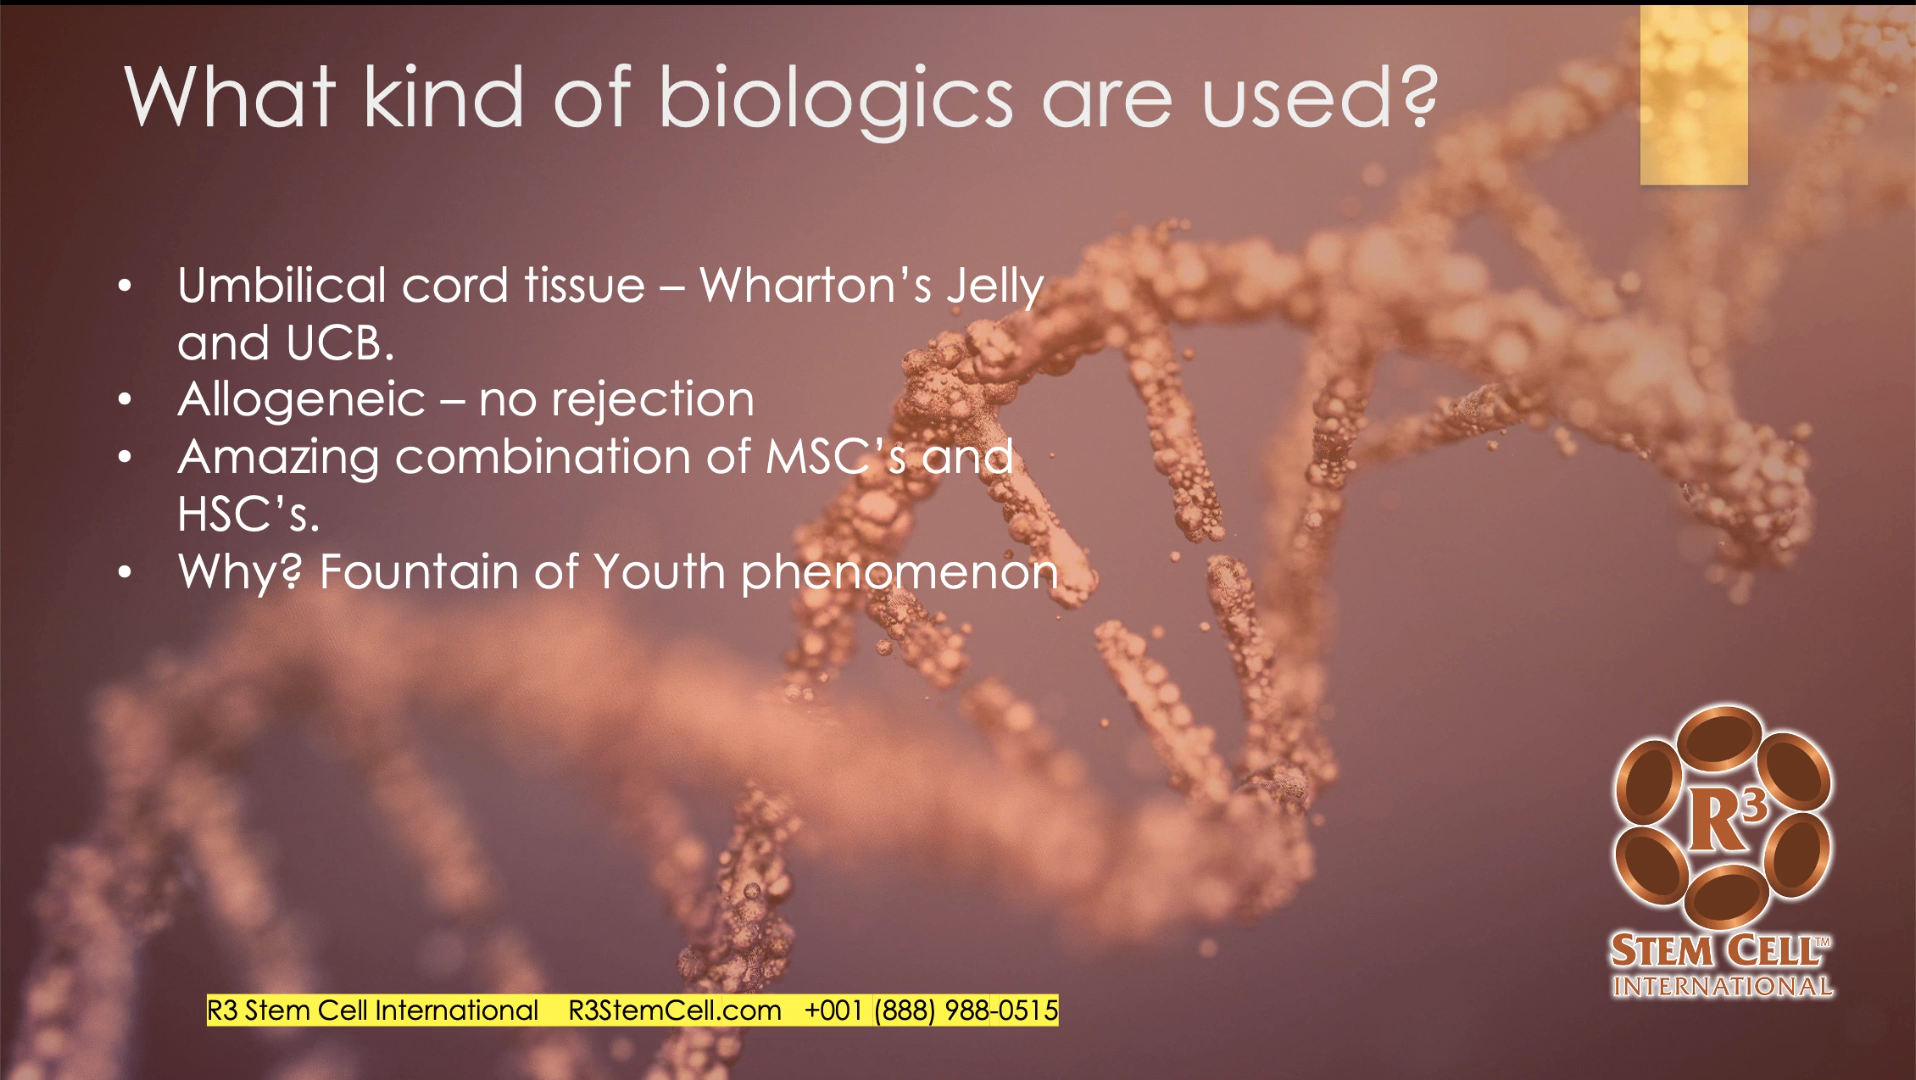 What kind of biologics are used?
• Umbilical cord tissue – Wharton’s Jelly
and UCB.
• Allogeneic – no rejection
• Amazing combination of MSC’s and
HSC’s.
• Why? Fountain of Youth phenomenon
R3
STEM CELL™
INTERNATIONAL
R3 Stem Cell International R3StemCell.com +001 (888) 988-0515